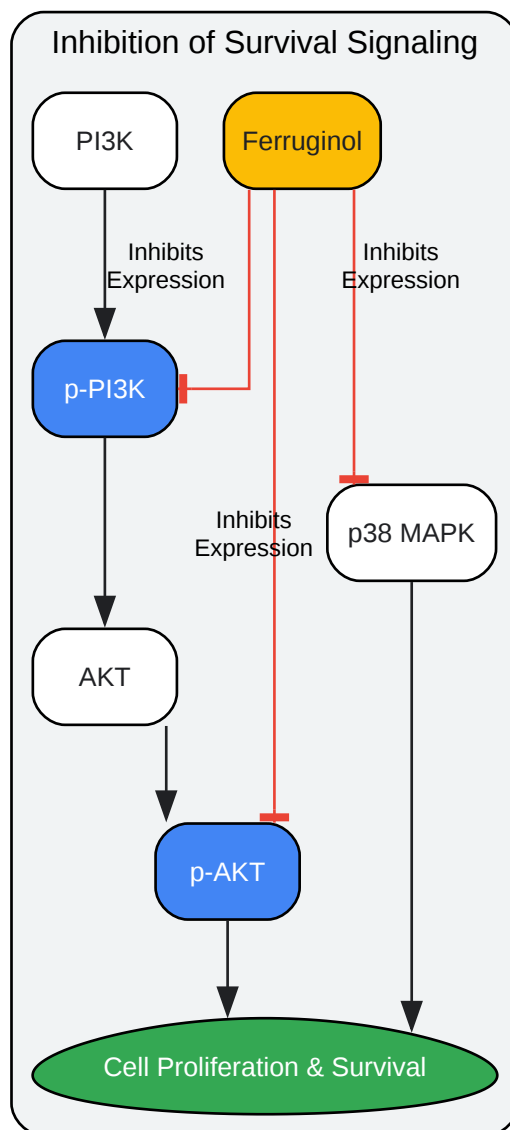 Inhibition of Survival Signaling
PI3K
Ferruginol
Inhibits
Expression
Inhibits
Expression
p-PI3K
Inhibits
Expression
p38 MAPK
AKT
p-AKT
Cell Proliferation & Survival